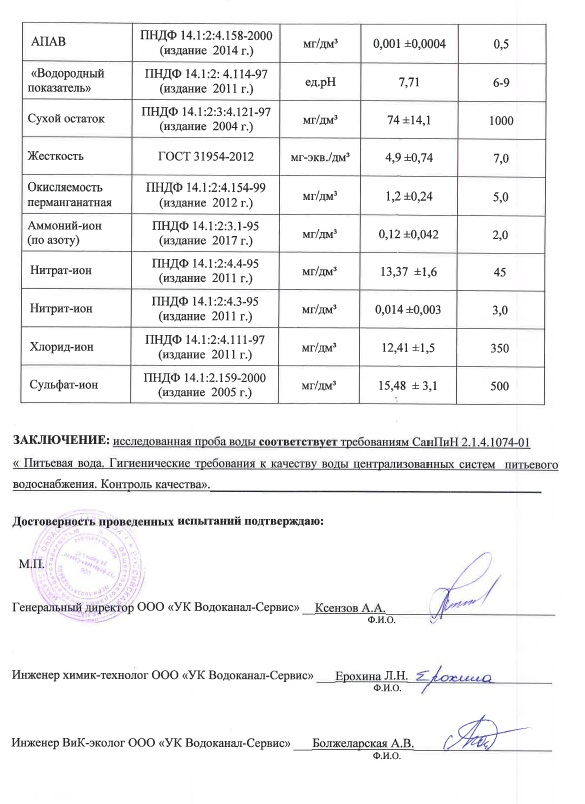 АПАВ ПНДФ 14.1:2:4.158-2000 (издание 2014 г.) мг/дм³ 0,001 ±0,0004 0,5
«Водородный показатель» ПНДФ 14.1:2: 4.114-97 (издание 2011 г.) ед.рН 7,71 6-9
Сухой остаток ПНДФ 14.1:2:3:4.121-97 (издание 2004 г.) мг/дм³ 74 ±14,1 1000
Жесткость ГОСТ 31954-2012 мг-экв./дм³ 4,9 ±0,74 7,0
Окисляемость перманганатная ПНДФ 14.1:2:4.154-99 (издание 2012 г.) мг/дм³ 1,2 ±0,24 5,0
Аммоний-ион (по азоту) ПНДФ 14.1:2:3.1-95 (издание 2017 г.) мг/дм³ 0,12 ±0,042 2,0
Нитрат-ион ПНДФ 14.1:2:4.4-95 (издание 2011 г.) мг/дм³ 13,37 ±1,6 45
Нитрит-ион ПНДФ 14.1:2:4.3-95 (издание 2011 г.) мг/дм³ 0,014 ±0,003 3,0
Хлорид-ион ПНДФ 14.1:2:4.111-97 (издание 2011 г.) мг/дм³ 12,41 ±1,5 350
Сульфат-ион ПНДФ 14.1:2.159-2000 (издание 2005 г.) мг/дм³ 15,48 ± 3,1 500
ЗАКЛЮЧЕНИЕ: исследованная проба воды соответствует требованиям СанПиН 2.1.4.1074-01
« Питьевая вода. Гигиенические требования к качеству воды централизованных систем питьевого
водоснабжения. Контроль качества».
Достоверность проведенных испытаний подтверждаю:
М.П.
Генеральный директор ООО «УК Водоканал-Сервис» Ксензов А.А.
Ф.И.О.
Инженер химик-технолог ООО «УК Водоканал-Сервис» Ерохина Л.Н. Ерохина
Ф.И.О.
Инженер ВиК-эколог ООО «УК Водоканал-Сервис» Болжеларская А.В.
Ф.И.О.